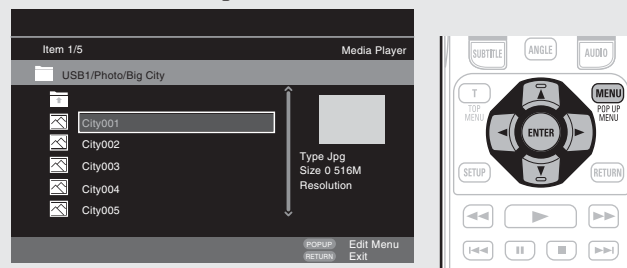 Item 1/5 Media Player
USB1/Photo/Big City
City001
City002
City003
City004
City005
Type Jpg
Size 0 516M
Resolution
POPUP Edit Menu
RETURN Exit
SUBTITLE ANGLE AUDIO
T
TOP
MENU
MENU
POP UP
MENU
ENTER
SETUP RETURN